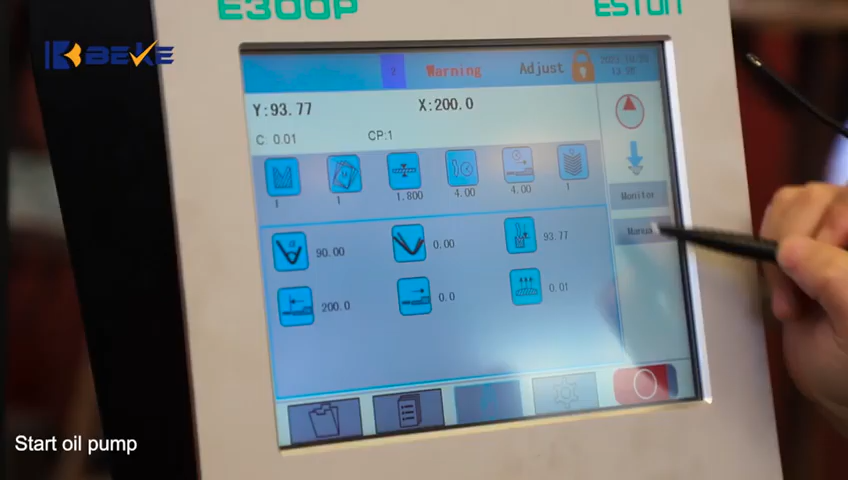 E300P
ESTUN
BEKE
2
Warning
Adjust
Y:93.77
X:200.0
C: 0.01
CP:1
1
1
1.800
4.00
4.00
1
Monitor
90.00
0.00
93.77
Manua
200.0
0.0
0.01
Start oil pump